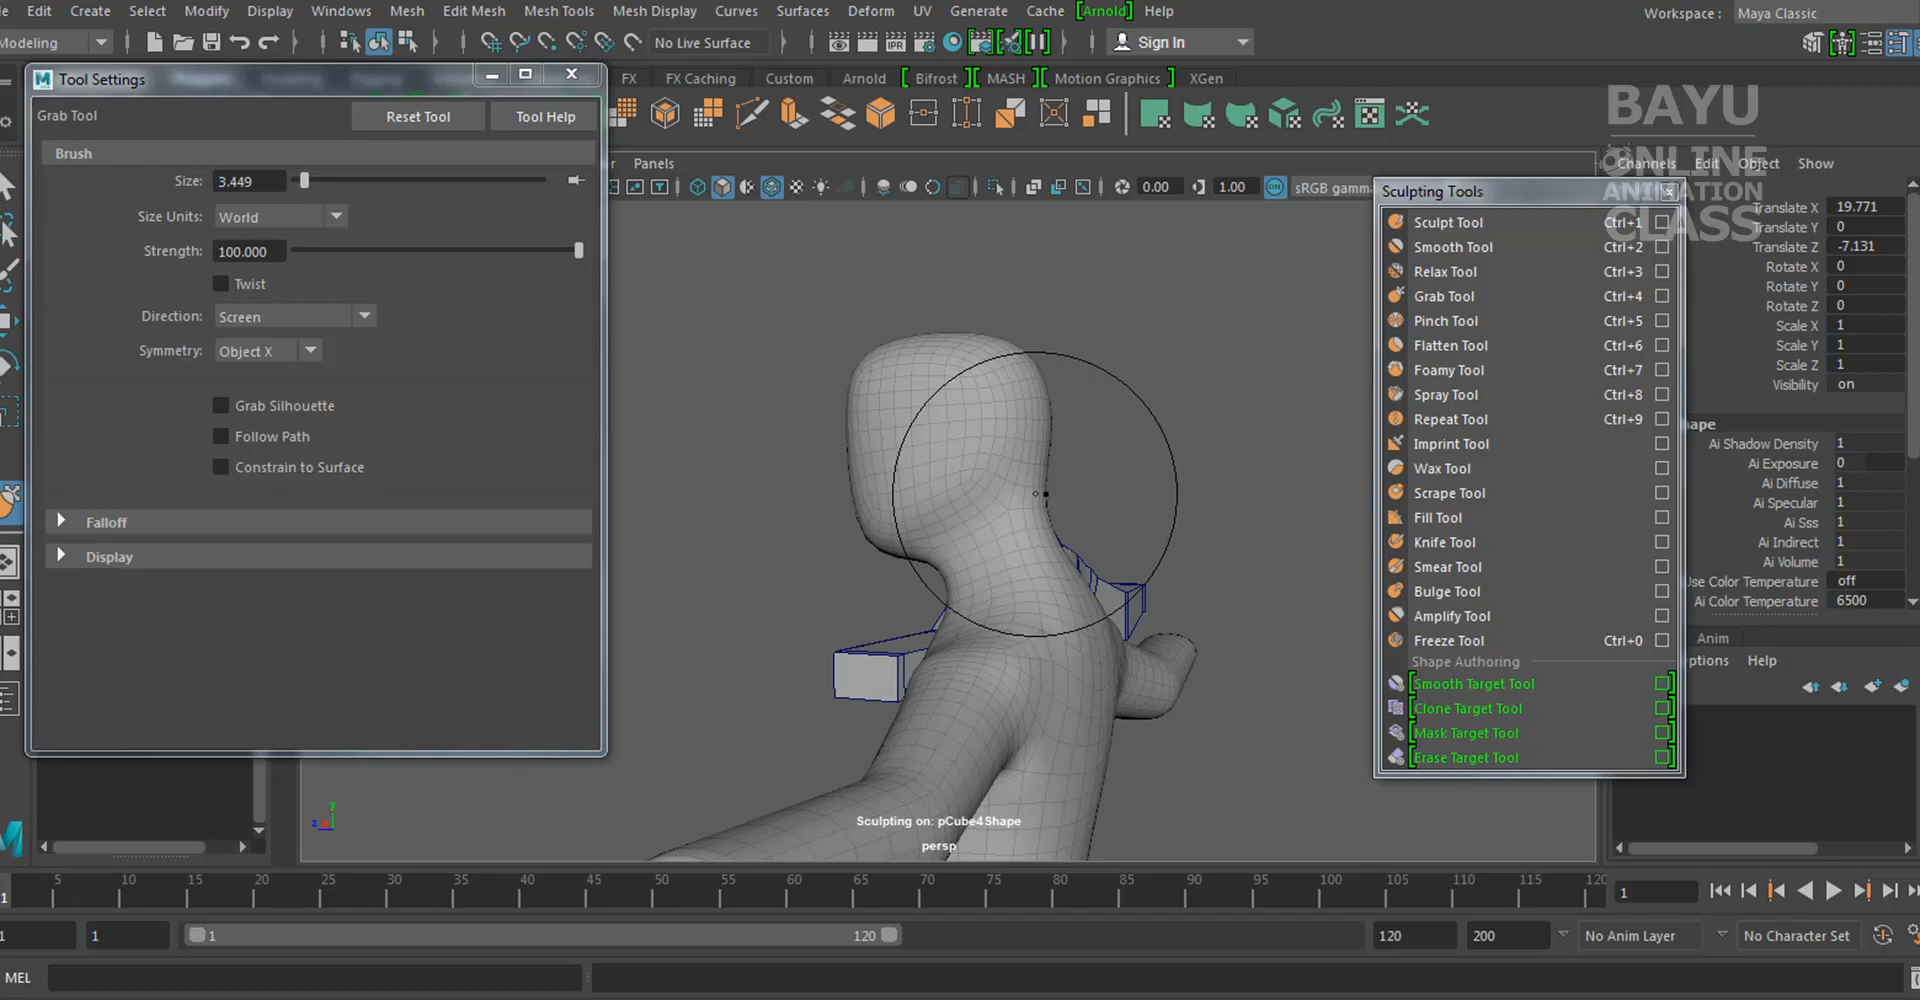 Edit Create Select Modify Display Windows Mesh Edit Mesh Mesh Tools Mesh Display Curves Surfaces Deform UV Generate Cache [Arnold] Help
Workspace : Maya Classic
Modeling
No Live Surface
IPR
Sign In
Tool Settings
FX FX Caching Custom Arnold [ Bifrost ] [ MASH ] [ Motion Graphics ] XGen
Grab Tool
Reset Tool
Tool Help
Brush
Size: 3.449
Size Units: World
Strength: 100.000
Twist
Direction: Screen
Symmetry: Object X
Grab Silhouette
Follow Path
Constrain to Surface
Falloff
Display
Panels
0.00
1.00
ON
sRGB gamma
BAYU
ONLINE
ANIMATION
CLASS
Channels Edit Object Show
Sculpting Tools
Sculpt Tool Ctrl+1
Smooth Tool Ctrl+2
Relax Tool Ctrl+3
Grab Tool Ctrl+4
Pinch Tool Ctrl+5
Flatten Tool Ctrl+6
Foamy Tool Ctrl+7
Spray Tool Ctrl+8
Repeat Tool Ctrl+9
Imprint Tool
Wax Tool
Scrape Tool
Fill Tool
Knife Tool
Smear Tool
Bulge Tool
Amplify Tool
Freeze Tool Ctrl+0
Shape Authoring
Smooth Target Tool
Clone Target Tool
Mask Target Tool
Erase Target Tool
Translate X 19.771
Translate Y 0
Translate Z -7.131
Rotate X 0
Rotate Y 0
Rotate Z 0
Scale X 1
Scale Y 1
Scale Z 1
Visibility on
hape
Ai Shadow Density 1
Ai Exposure 0
Ai Diffuse 1
Ai Specular 1
Ai Sss 1
Ai Indirect 1
Ai Volume 1
Use Color Temperature off
Ai Color Temperature 6500
Anim
ptions Help
y
z
Sculpting on: pCube4Shape
persp
1 5 10 15 20 25 30 35 40 45 50 55 60 65 70 75 80 85 90 95 100 105 110 115 120
1
1 1 1 120 120 200 No Anim Layer No Character Set
MEL